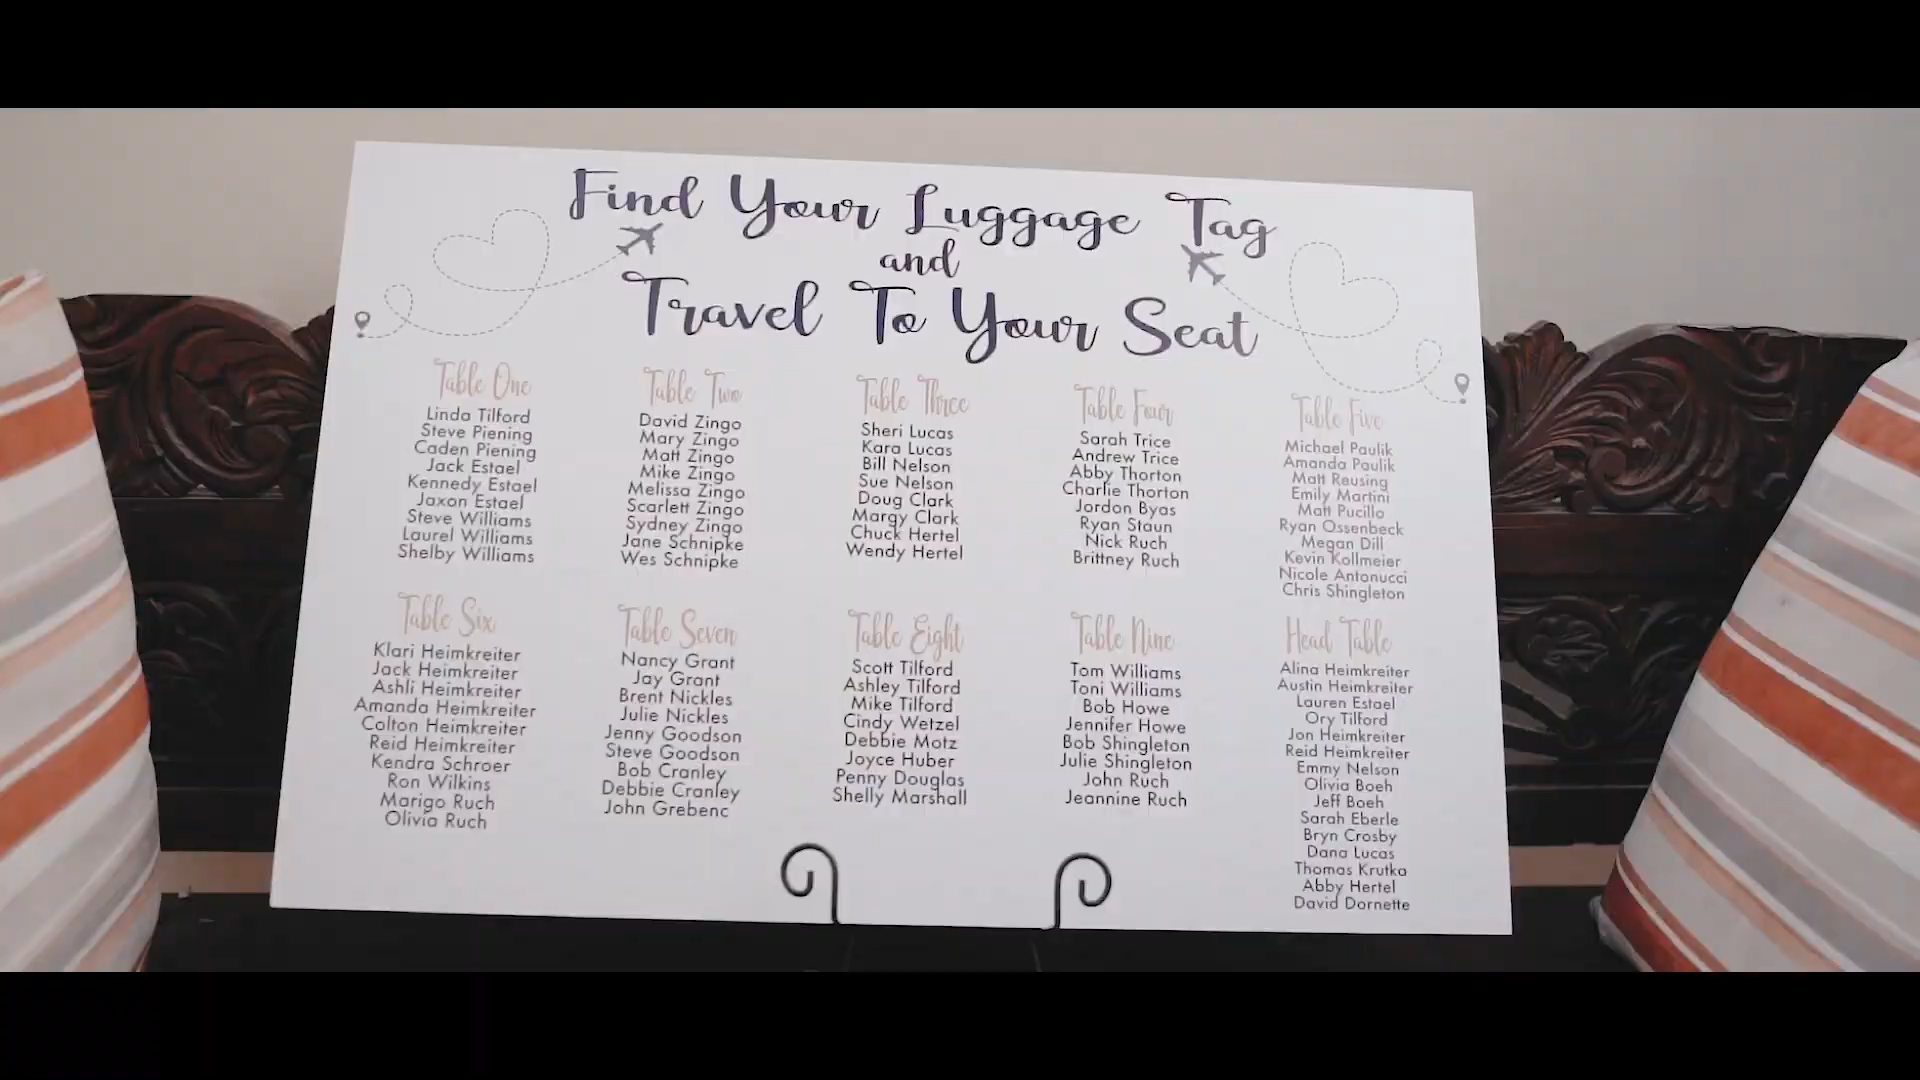 Find Your Luggage Tag
and
Travel To Your Seat
Table One
Linda Tilford
Steve Piening
Caden Piening
Jack Estael
Kennedy Estael
Jaxon Estael
Steve Williams
Laurel Williams
Shelby Williams
Table Two
David Zingo
Mary Zingo
Matt Zingo
Mike Zingo
Melissa Zingo
Scarlett Zingo
Sydney Zingo
Jane Schnipke
Wes Schnipke
Table Three
Sheri Lucas
Kara Lucas
Bill Nelson
Sue Nelson
Doug Clark
Margy Clark
Chuck Hertel
Wendy Hertel
Table Four
Sarah Trice
Andrew Trice
Abby Thorton
Charlie Thorton
Jordon Byas
Ryan Staun
Nick Ruch
Brittney Ruch
Table Five
Michael Paulik
Amanda Paulik
Matt Reusing
Emily Martini
Matt Pucillo
Ryan Ossenbeck
Megan Dill
Kevin Kollmeier
Nicole Antonucci
Chris Shingleton
Table Six
Klari Heimkreiter
Jack Heimkreiter
Ashli Heimkreiter
Amanda Heimkreiter
Colton Heimkreiter
Reid Heimkreiter
Kendra Schroer
Ron Wilkins
Marigo Ruch
Olivia Ruch
Table Seven
Nancy Grant
Jay Grant
Brent Nickles
Julie Nickles
Jenny Goodson
Steve Goodson
Bob Cranley
Debbie Cranley
John Grebenc
Table Eight
Scott Tilford
Ashley Tilford
Mike Tilford
Cindy Wetzel
Debbie Motz
Joyce Huber
Penny Douglas
Shelly Marshall
Table Nine
Tom Williams
Toni Williams
Bob Howe
Jennifer Howe
Bob Shingleton
Julie Shingleton
John Ruch
Jeannine Ruch
Head Table
Alina Heimkreiter
Austin Heimkreiter
Lauren Estael
Ory Tilford
Jon Heimkreiter
Reid Heimkreiter
Emmy Nelson
Olivia Boeh
Jeff Boeh
Sarah Eberle
Bryn Crosby
Dana Lucas
Thomas Krutka
Abby Hertel
David Dornette